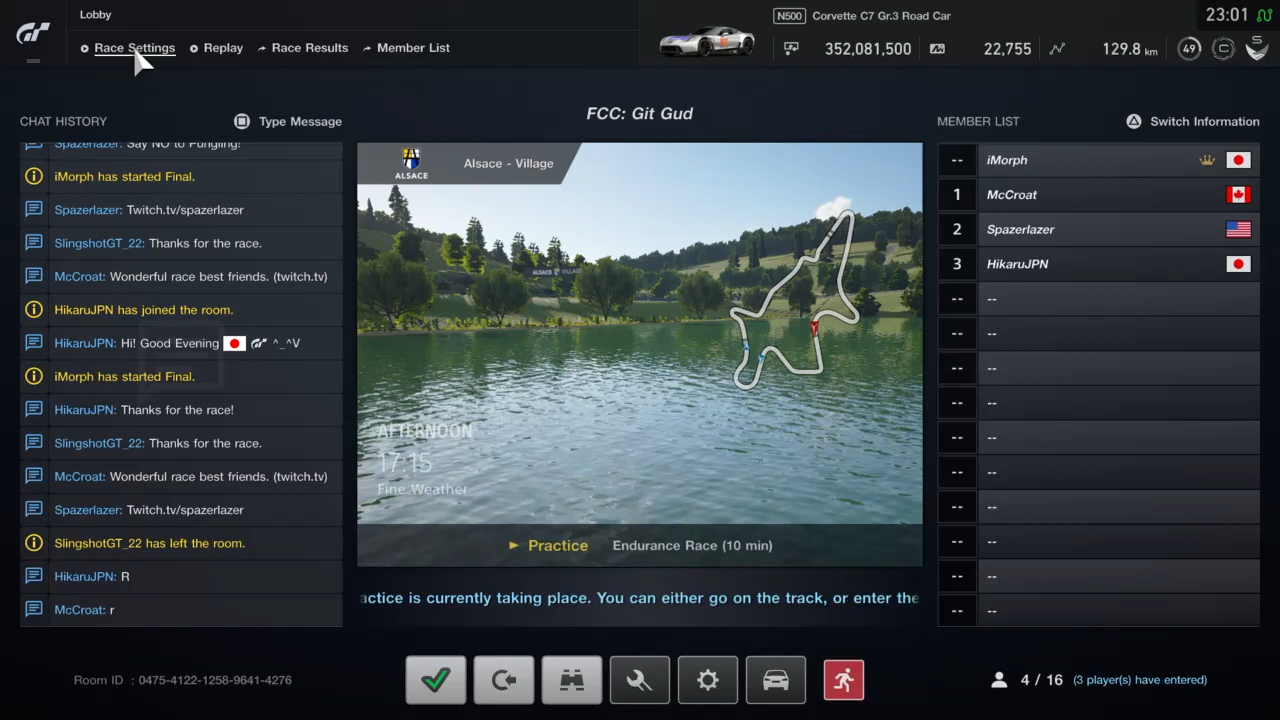 Lobby
Race Settings Replay Race Results Member List
N500 Corvette C7 Gr.3 Road Car
23:01
352,081,500 22,755 129.8 km 49 C S
CHAT HISTORY Type Message
Spazerlazer: Say NO to Pungling!
iMorph has started Final.
Spazerlazer: Twitch.tv/spazerlazer
SlingshotGT_22: Thanks for the race.
McCroat: Wonderful race best friends. (twitch.tv)
HikaruJPN has joined the room.
HikaruJPN: Hi! Good Evening ^_^V
iMorph has started Final.
HikaruJPN: Thanks for the race!
SlingshotGT_22: Thanks for the race.
McCroat: Wonderful race best friends. (twitch.tv)
Spazerlazer: Twitch.tv/spazerlazer
SlingshotGT_22 has left the room.
HikaruJPN: R
McCroat: r
FCC: Git Gud
ALSACE
Alsace - Village
ALSACE VILLAGE
AFTERNOON
17:15
Fine Weather
Practice Endurance Race (10 min)
actice is currently taking place. You can either go on the track, or enter the
MEMBER LIST Switch Information
-- iMorph
1 McCroat
2 Spazerlazer
3 HikaruJPN
-- --
-- --
-- --
-- --
-- --
-- --
-- --
-- --
-- --
-- --
Room ID : 0475-4122-1258-9641-4276
4 / 16 (3 player(s) have entered)